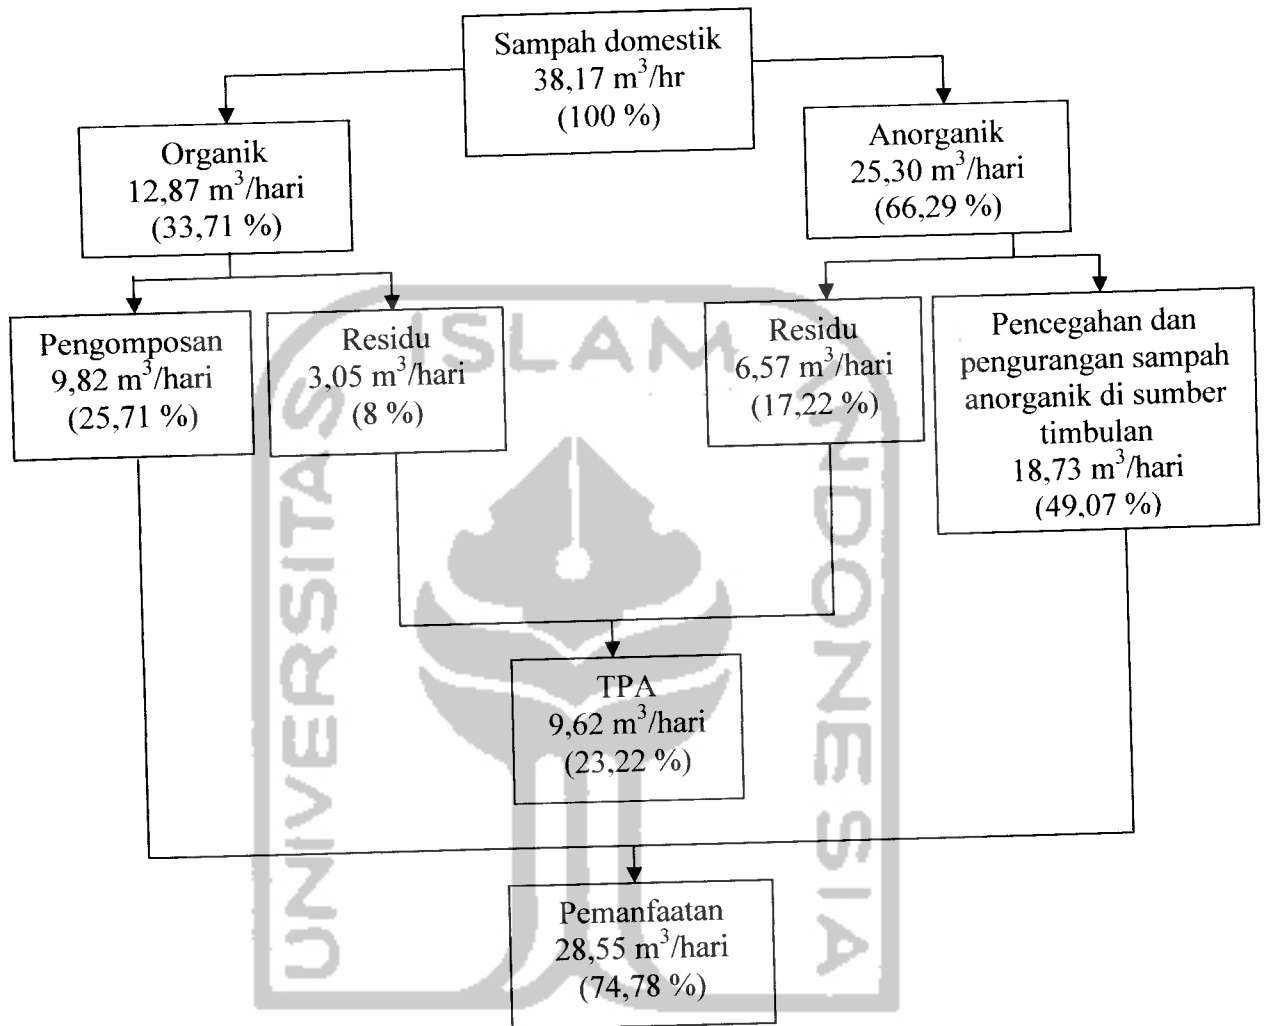 Sampah domestik
38,17 m³/hr
(100 %)
Organik
12,87 m³/hari
(33,71 %)
Anorganik
25,30 m³/hari
(66,29 %)
Pengomposan
9,82 m³/hari
(25,71 %)
Residu
3,05 m³/hari
(8 %)
Residu
6,57 m³/hari
(17,22 %)
Pencegahan dan
pengurangan sampah
anorganik di sumber
timbulan
18,73 m³/hari
(49,07 %)
TPA
9,62 m³/hari
(23,22 %)
Pemanfaatan
28,55 m³/hari
(74,78 %)
UNIVERSITAS
ISLAM
INDONESIA